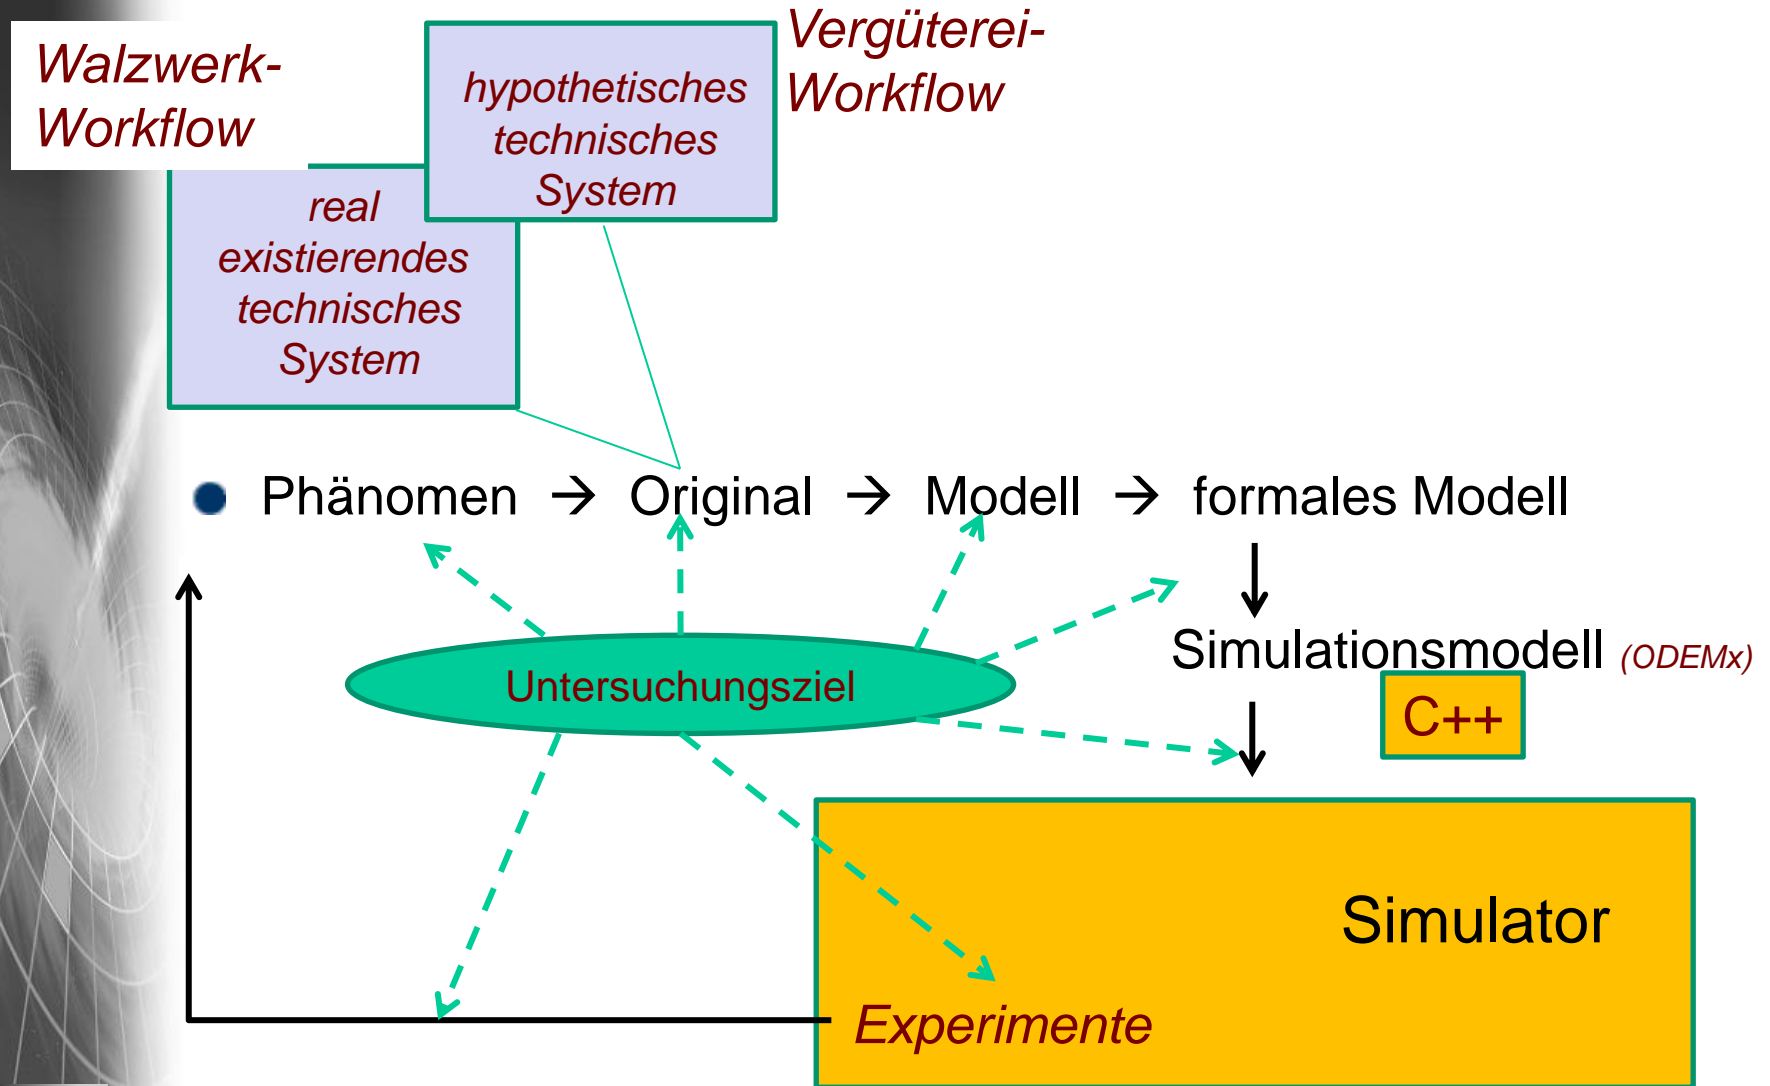 Walzwerk-
Workflow
hypothetisches
technisches
System
Vergüterei-
Workflow
real
existierendes
technisches
System
Phänomen → Original → Modell → formales Modell
Simulationsmodell (ODEMx)
C++
Untersuchungsziel
Simulator
Experimente